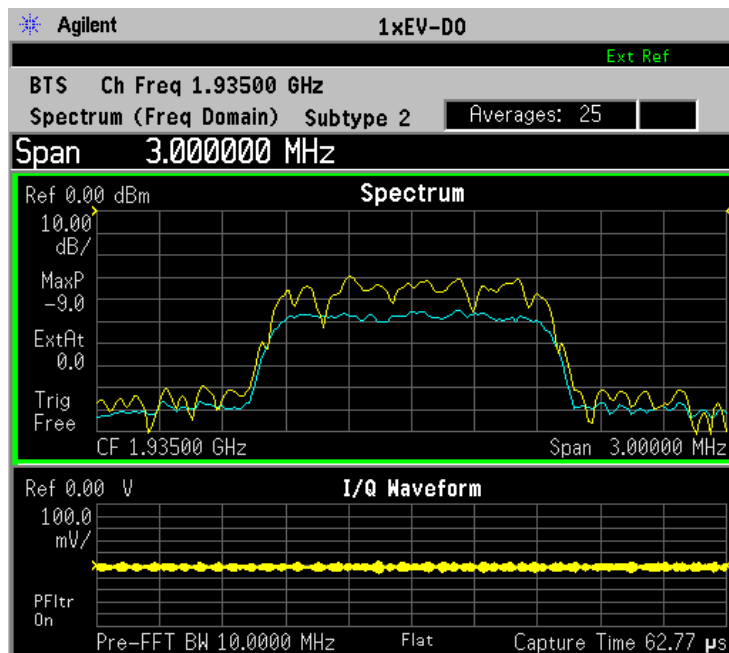 Agilent 1xEV-DO
Ext Ref
BTS Ch Freq 1.93500 GHz
Spectrum (Freq Domain) Subtype 2 Averages: 25
Span 3.000000 MHz
Ref 0.00 dBm Spectrum
10.00
dB/
MaxP
-9.0
ExtAt
0.0
Trig
Free
CF 1.93500 GHz Span 3.00000 MHz
Ref 0.00 V I/Q Waveform
100.0
mV/
PFltr
On
Pre-FFT BW 10.0000 MHz Flat Capture Time 62.77 µs